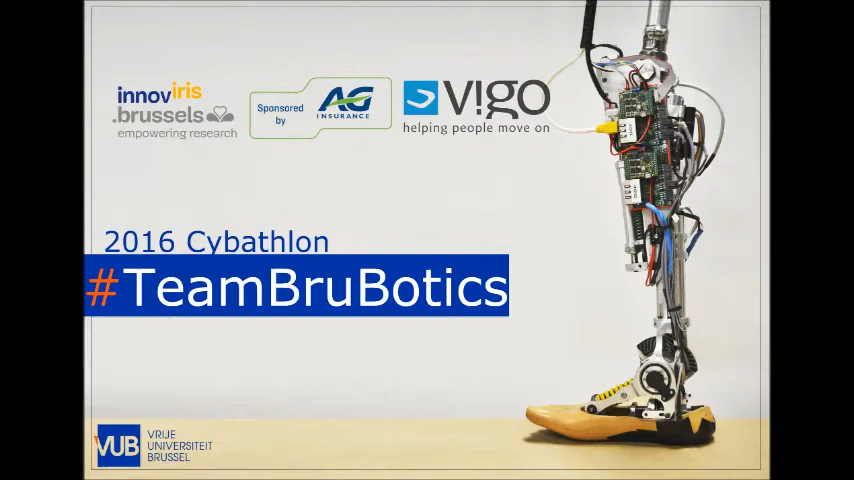 innoviris
.brussels
empowering research
Sponsored
by
AG
INSURANCE
V!GO
helping people move on
2016 Cybathlon
#TeamBruBotics
VUB
VRIJE
UNIVERSITEIT
BRUSSEL